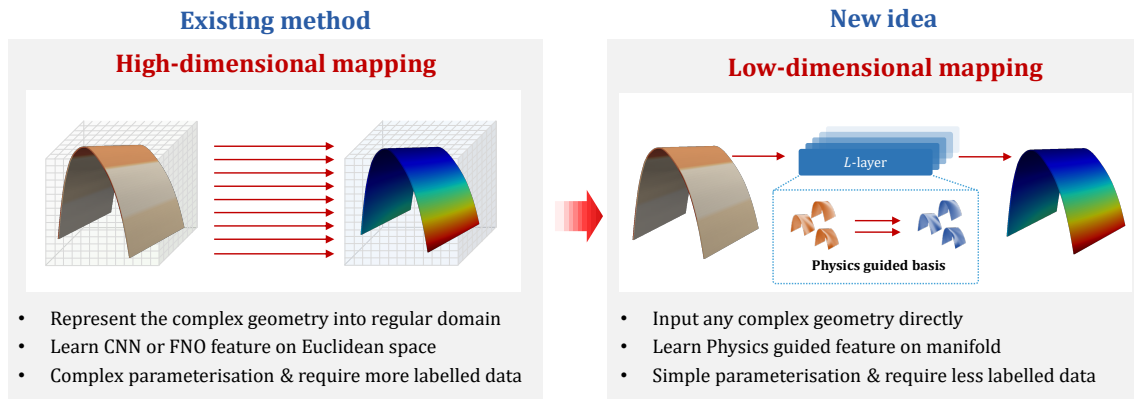 Existing method
High-dimensional mapping
• Represent the complex geometry into regular domain
• Learn CNN or FNO feature on Euclidean space
• Complex parameterisation & require more labelled data
New idea
Low-dimensional mapping
L-layer
Physics guided basis
• Input any complex geometry directly
• Learn Physics guided feature on manifold
• Simple parameterisation & require less labelled data